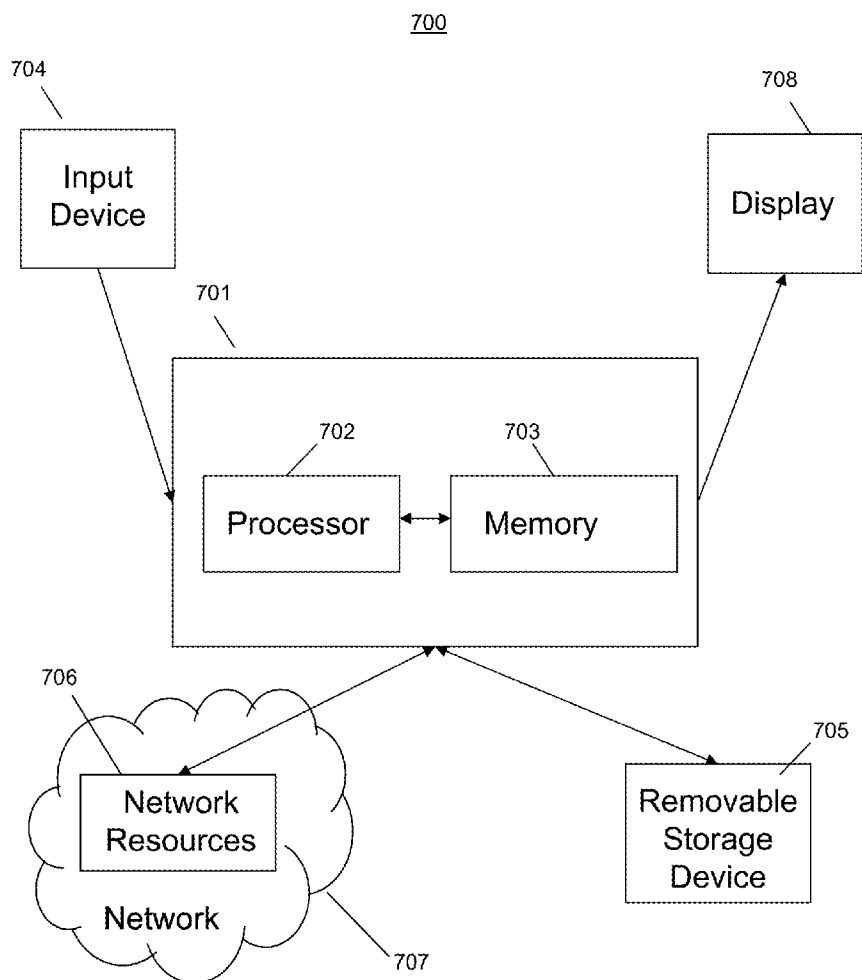 700
704
708
Input
Device
Display
701
702
703
Processor
Memory
706
705
Network
Resources
Removable
Storage
Device
Network
707